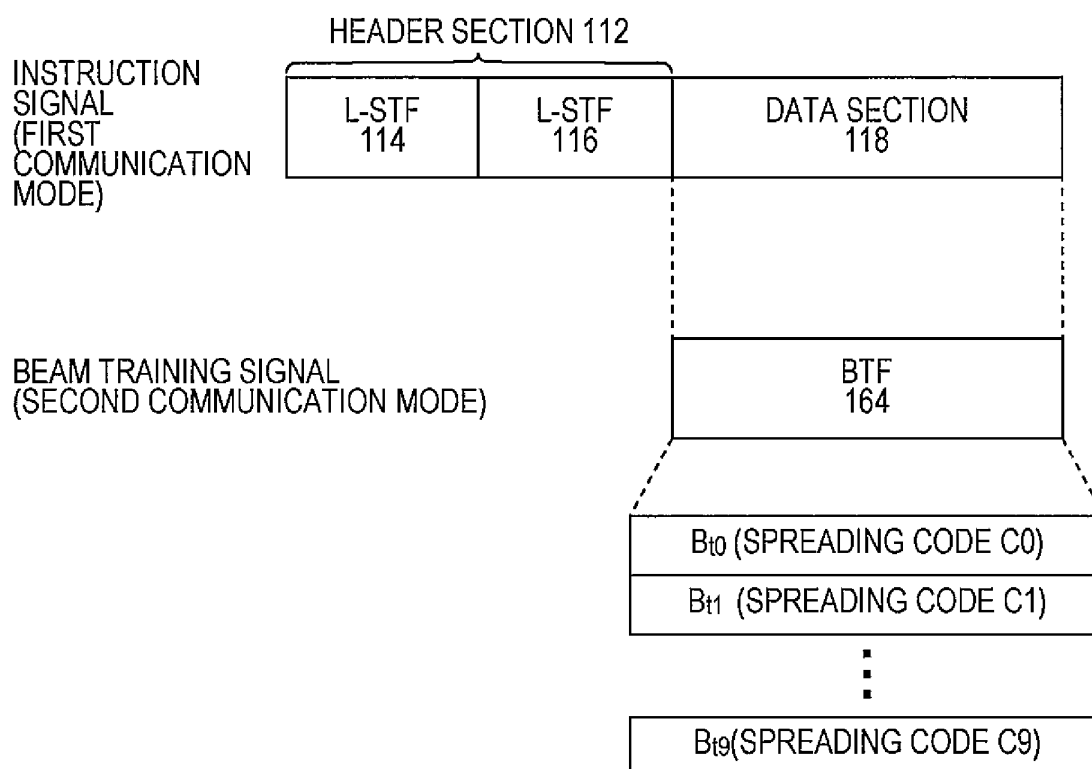 HEADER SECTION 112
INSTRUCTION
SIGNAL
(FIRST
COMMUNICATION
MODE)
L-STF
114
L-STF
116
DATA SECTION
118
BEAM TRAINING SIGNAL
(SECOND COMMUNICATION MODE)
BTF
164
Bt0 (SPREADING CODE C0)
Bt1 (SPREADING CODE C1)
Bt9(SPREADING CODE C9)